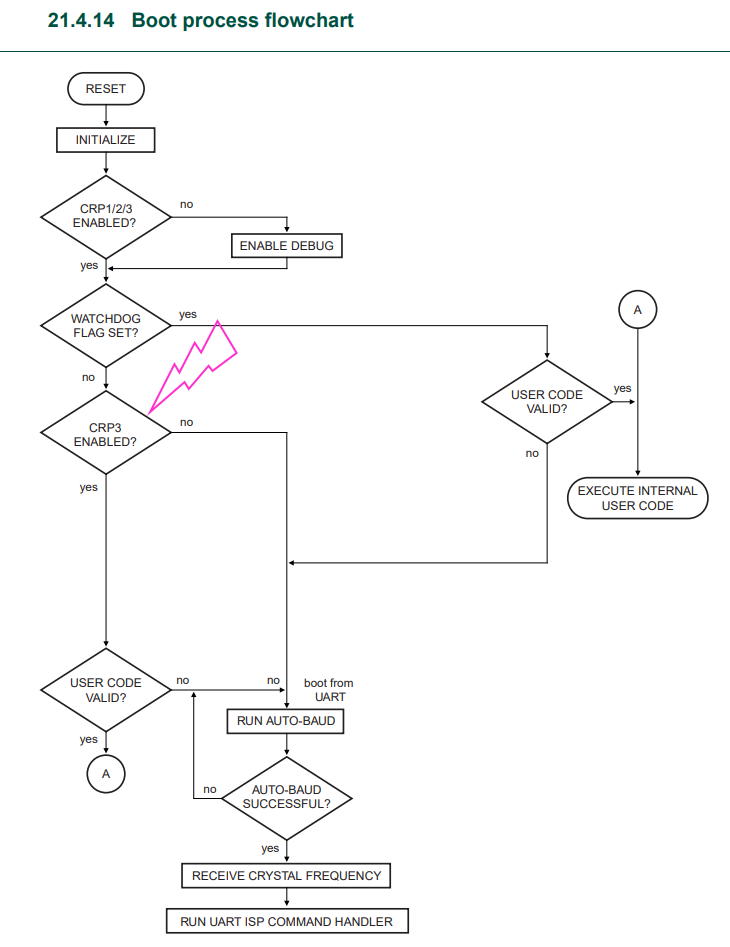 21.4.14 Boot process flowchart
RESET
INITIALIZE
CRP1/2/3
ENABLED?
no
ENABLE DEBUG
yes
WATCHDOG
FLAG SET?
yes
A
no
USER CODE
VALID?
yes
CRP3
ENABLED?
no
no
yes
EXECUTE INTERNAL
USER CODE
USER CODE
VALID?
no
no
boot from
UART
RUN AUTO-BAUD
yes
A
no
AUTO-BAUD
SUCCESSFUL?
yes
RECEIVE CRYSTAL FREQUENCY
RUN UART ISP COMMAND HANDLER